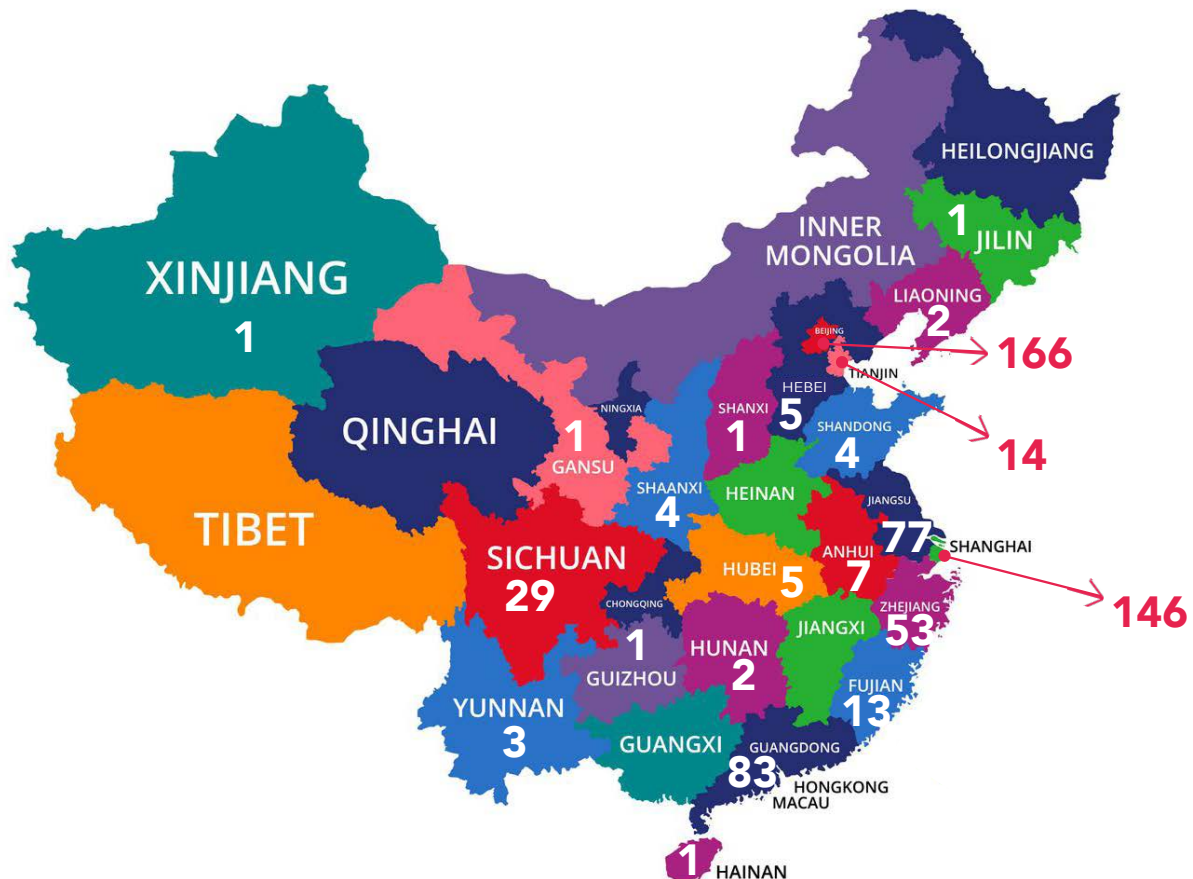 HEILONGJIANG
1
JILIN
INNER
MONGOLIA
XINJIANG
1
LIAONING
2
BEIJING
166
TIANJIN
HEBEI
5
NINGXIA
SHANXI
1
SHANDONG
4
QINGHAI
1
GANSU
14
SHAANXI
4
HEINAN
JIANGSU
77
TIBET
SICHUAN
29
HUBEI
5
ANHUI
7
SHANGHAI
146
CHONGQING
ZHEJIANG
53
1
GUIZHOU
HUNAN
2
JIANGXI
FUJIAN
13
YUNNAN
3
GUANGXI
GUANGDONG
83
HONGKONG
MACAU
1
HAINAN